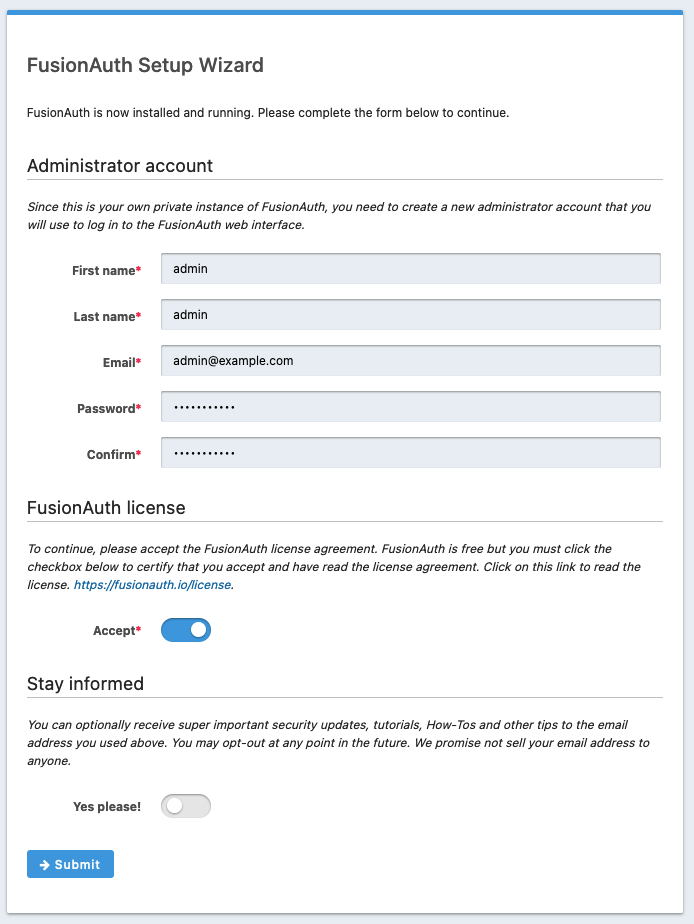 FusionAuth Setup Wizard
FusionAuth is now installed and running. Please complete the form below to continue.
Administrator account
Since this is your own private instance of FusionAuth, you need to create a new administrator account that you
will use to log in to the FusionAuth web interface.
First name* admin
Last name* admin
Email* admin@example.com
Password* •••••••••••
Confirm* •••••••••••
FusionAuth license
To continue, please accept the FusionAuth license agreement. FusionAuth is free but you must click the
checkbox below to certify that you accept and have read the license agreement. Click on this link to read the
license. https://fusionauth.io/license.
Accept*
Stay informed
You can optionally receive super important security updates, tutorials, How-Tos and other tips to the email
address you used above. You may opt-out at any point in the future. We promise not sell your email address to
anyone.
Yes please!
Submit